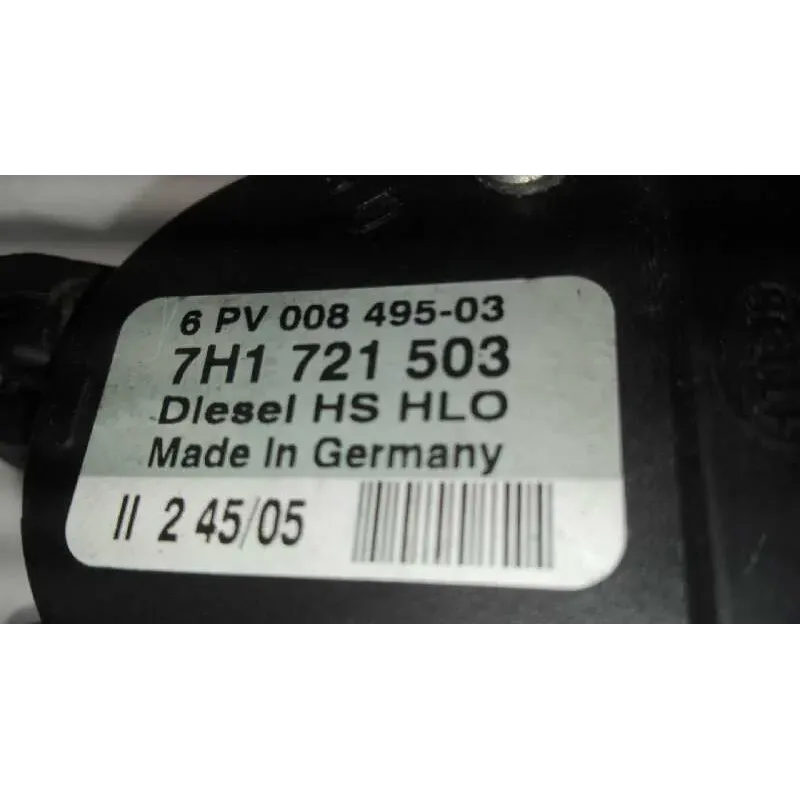 6 PV 008 495-03
7H1 721 503
Diesel HS HLO
Made In Germany
II 2 45/05